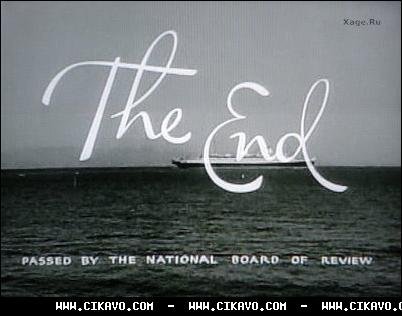 Xage.Ru
The End
PASSED BY THE NATIONAL BOARD OF REVIEW
WWW.CIKAVO.COM - WWW.CIKAVO.COM - WWW.CIKAVO.COM